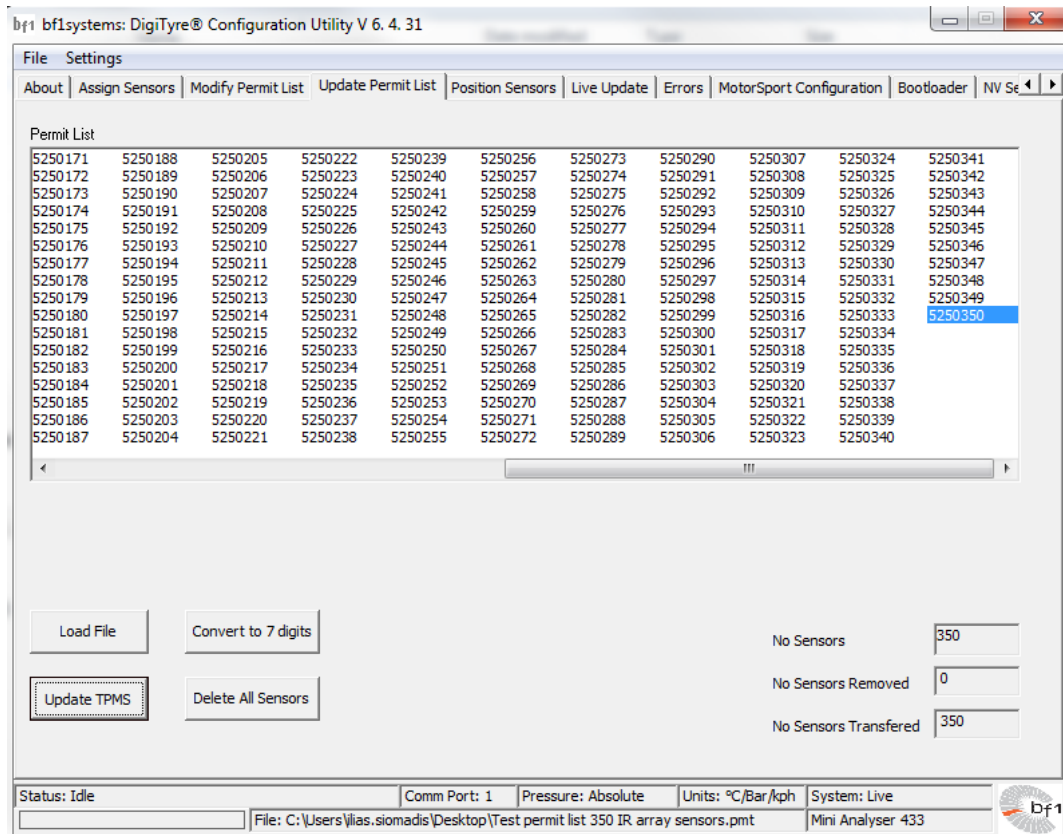 bf1 bf1systems: DigiTyre® Configuration Utility V 6. 4. 31
File Settings
About Assign Sensors Modify Permit List Update Permit List Position Sensors Live Update Errors MotorSport Configuration Bootloader NV Se
Permit List
5250171 5250188 5250205 5250222 5250239 5250256 5250273 5250290 5250307 5250324 5250341
5250172 5250189 5250206 5250223 5250240 5250257 5250274 5250291 5250308 5250325 5250342
5250173 5250190 5250207 5250224 5250241 5250258 5250275 5250292 5250309 5250326 5250343
5250174 5250191 5250208 5250225 5250242 5250259 5250276 5250293 5250310 5250327 5250344
5250175 5250192 5250209 5250226 5250243 5250260 5250277 5250294 5250311 5250328 5250345
5250176 5250193 5250210 5250227 5250244 5250261 5250278 5250295 5250312 5250329 5250346
5250177 5250194 5250211 5250228 5250245 5250262 5250279 5250296 5250313 5250330 5250347
5250178 5250195 5250212 5250229 5250246 5250263 5250280 5250297 5250314 5250331 5250348
5250179 5250196 5250213 5250230 5250247 5250264 5250281 5250298 5250315 5250332 5250349
5250180 5250197 5250214 5250231 5250248 5250265 5250282 5250299 5250316 5250333 5250350
5250181 5250198 5250215 5250232 5250249 5250266 5250283 5250300 5250317 5250334
5250182 5250199 5250216 5250233 5250250 5250267 5250284 5250301 5250318 5250335
5250183 5250200 5250217 5250234 5250251 5250268 5250285 5250302 5250319 5250336
5250184 5250201 5250218 5250235 5250252 5250269 5250286 5250303 5250320 5250337
5250185 5250202 5250219 5250236 5250253 5250270 5250287 5250304 5250321 5250338
5250186 5250203 5250220 5250237 5250254 5250271 5250288 5250305 5250322 5250339
5250187 5250204 5250221 5250238 5250255 5250272 5250289 5250306 5250323 5250340
Load File Convert to 7 digits
No Sensors 350
Update TPMS Delete All Sensors
No Sensors Removed 0
No Sensors Transfered 350
Status: Idle Comm Port: 1 Pressure: Absolute Units: °C/Bar/kph System: Live
File: C:\Users\ilias.siomadis\Desktop\Test permit list 350 IR array sensors.pmt Mini Analyser 433
bf1